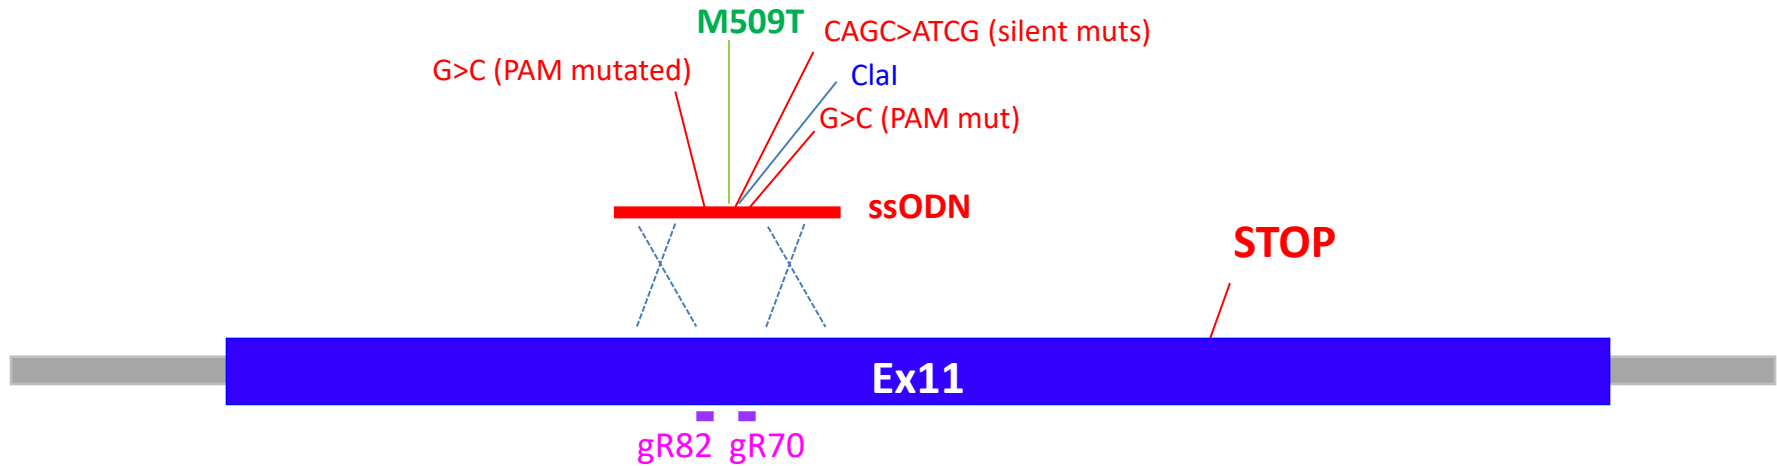 M509T
CAGC>ATCG (silent muts)
G>C (PAM mutated)
ClaI
G>C (PAM mut)
ssODN
STOP
Ex11
gR82 gR70